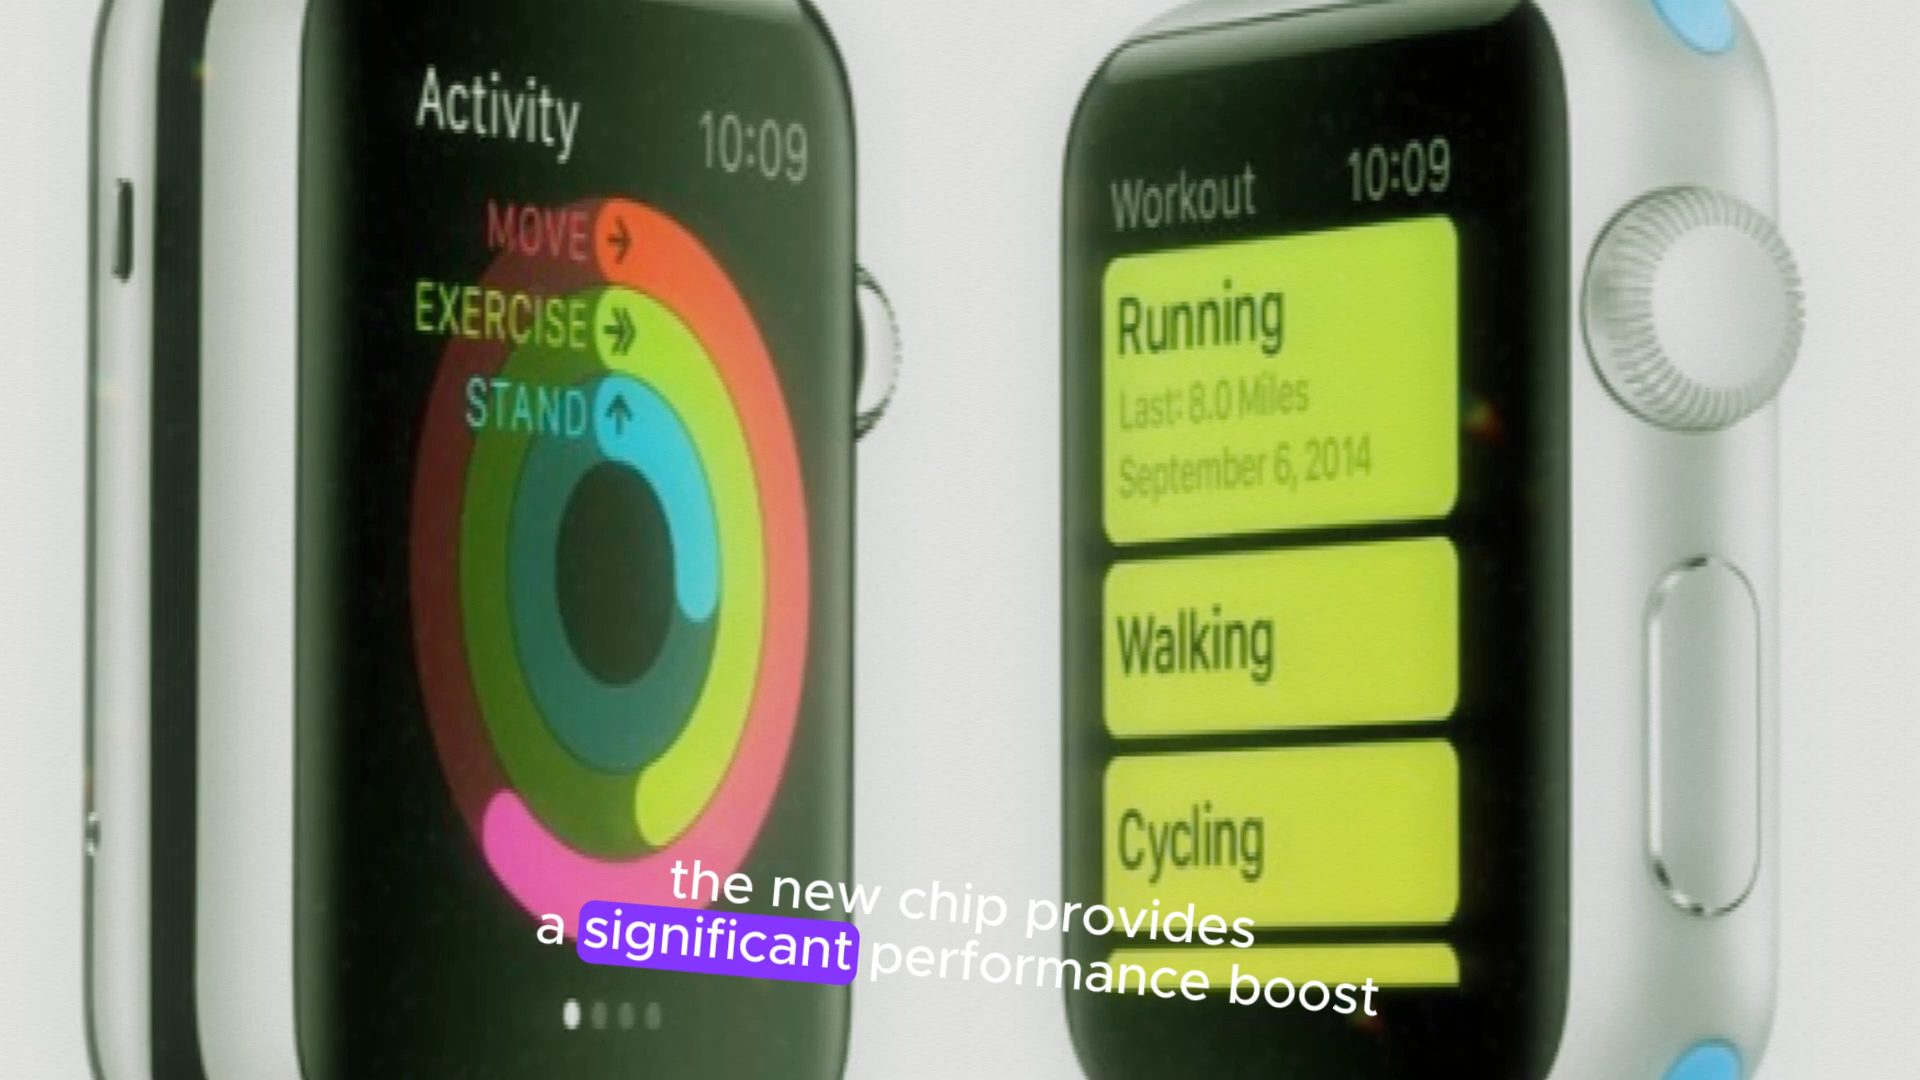 Activity
10:09
MOVE
EXERCISE
STAND
Workout
10:09
Running
Last: 8.0 Miles
September 6, 2014
Walking
Cycling
the new chip provides
a significant performance boost